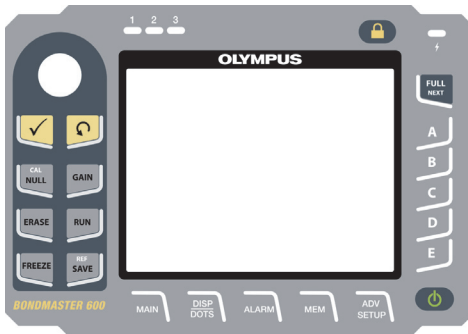 1 2 3
OLYMPUS
FULL
NEXT
CAL
NULL
GAIN
ERASE
RUN
FREEZE
REF
SAVE
A
B
C
D
E
BONDMASTER 600
MAIN
DISP
DOTS
ALARM
MEM
ADV
SETUP